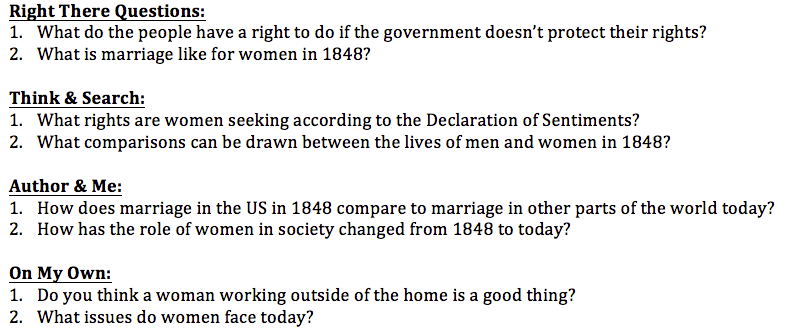 Right There Questions:
1. What do the people have a right to do if the government doesn't protect their rights?
2. What is marriage like for women in 1848?
Think & Search:
1. What rights are women seeking according to the Declaration of Sentiments?
2. What comparisons can be drawn between the lives of men and women in 1848?
Author & Me:
1. How does marriage in the US in 1848 compare to marriage in other parts of the world today?
2. How has the role of women in society changed from 1848 to today?
On My Own:
1. Do you think a woman working outside of the home is a good thing?
2. What issues do women face today?